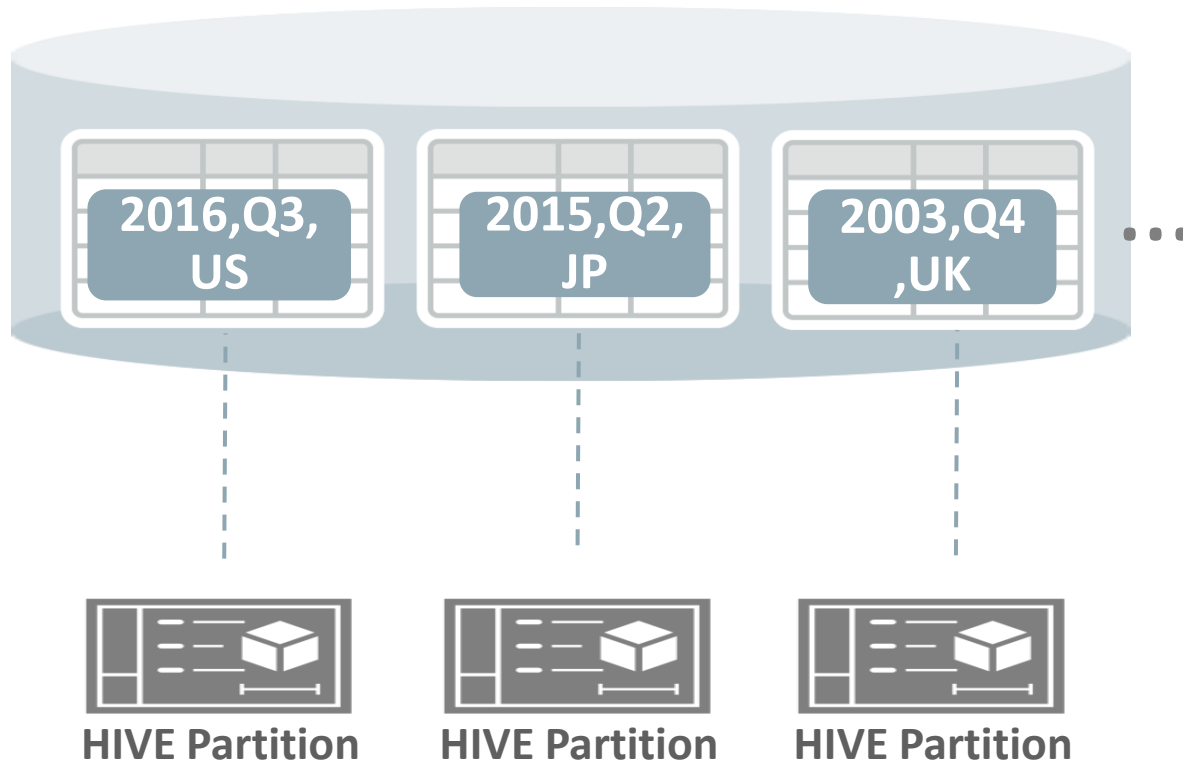 2016,Q3,
US
2015,Q2,
JP
2003,Q4
,UK
...
HIVE Partition
HIVE Partition
HIVE Partition